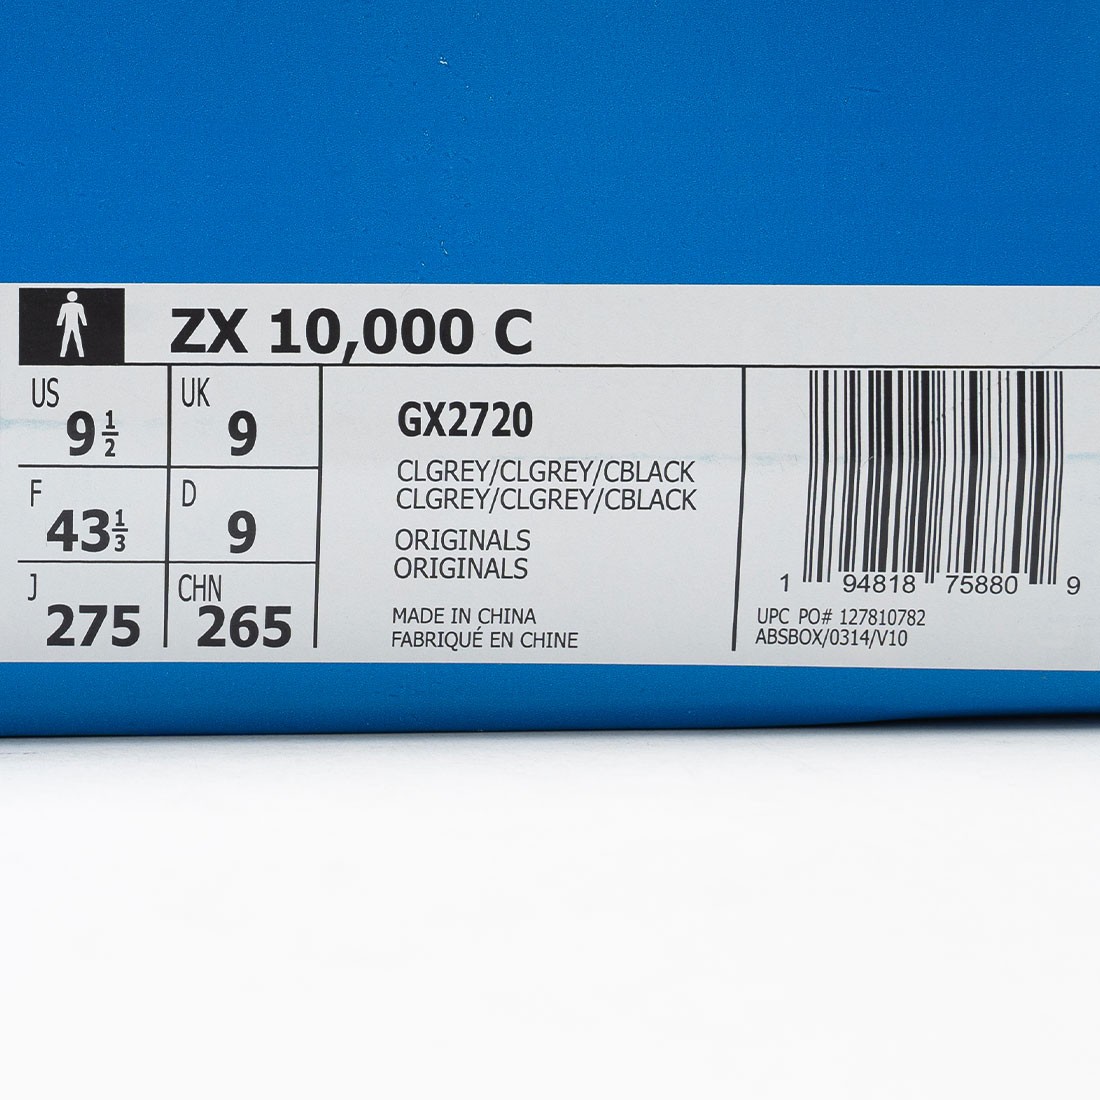 ZX 10,000 C
US 9 1/2
UK 9
F 43 1/3
D 9
J 275
CHN 265
GX2720
CLGREY/CLGREY/CBLACK
CLGREY/CLGREY/CBLACK
ORIGINALS
ORIGINALS
MADE IN CHINA
FABRIQUÉ EN CHINE
1 94818 75880 9
UPC PO# 127810782
ABSBOX/0314/V10